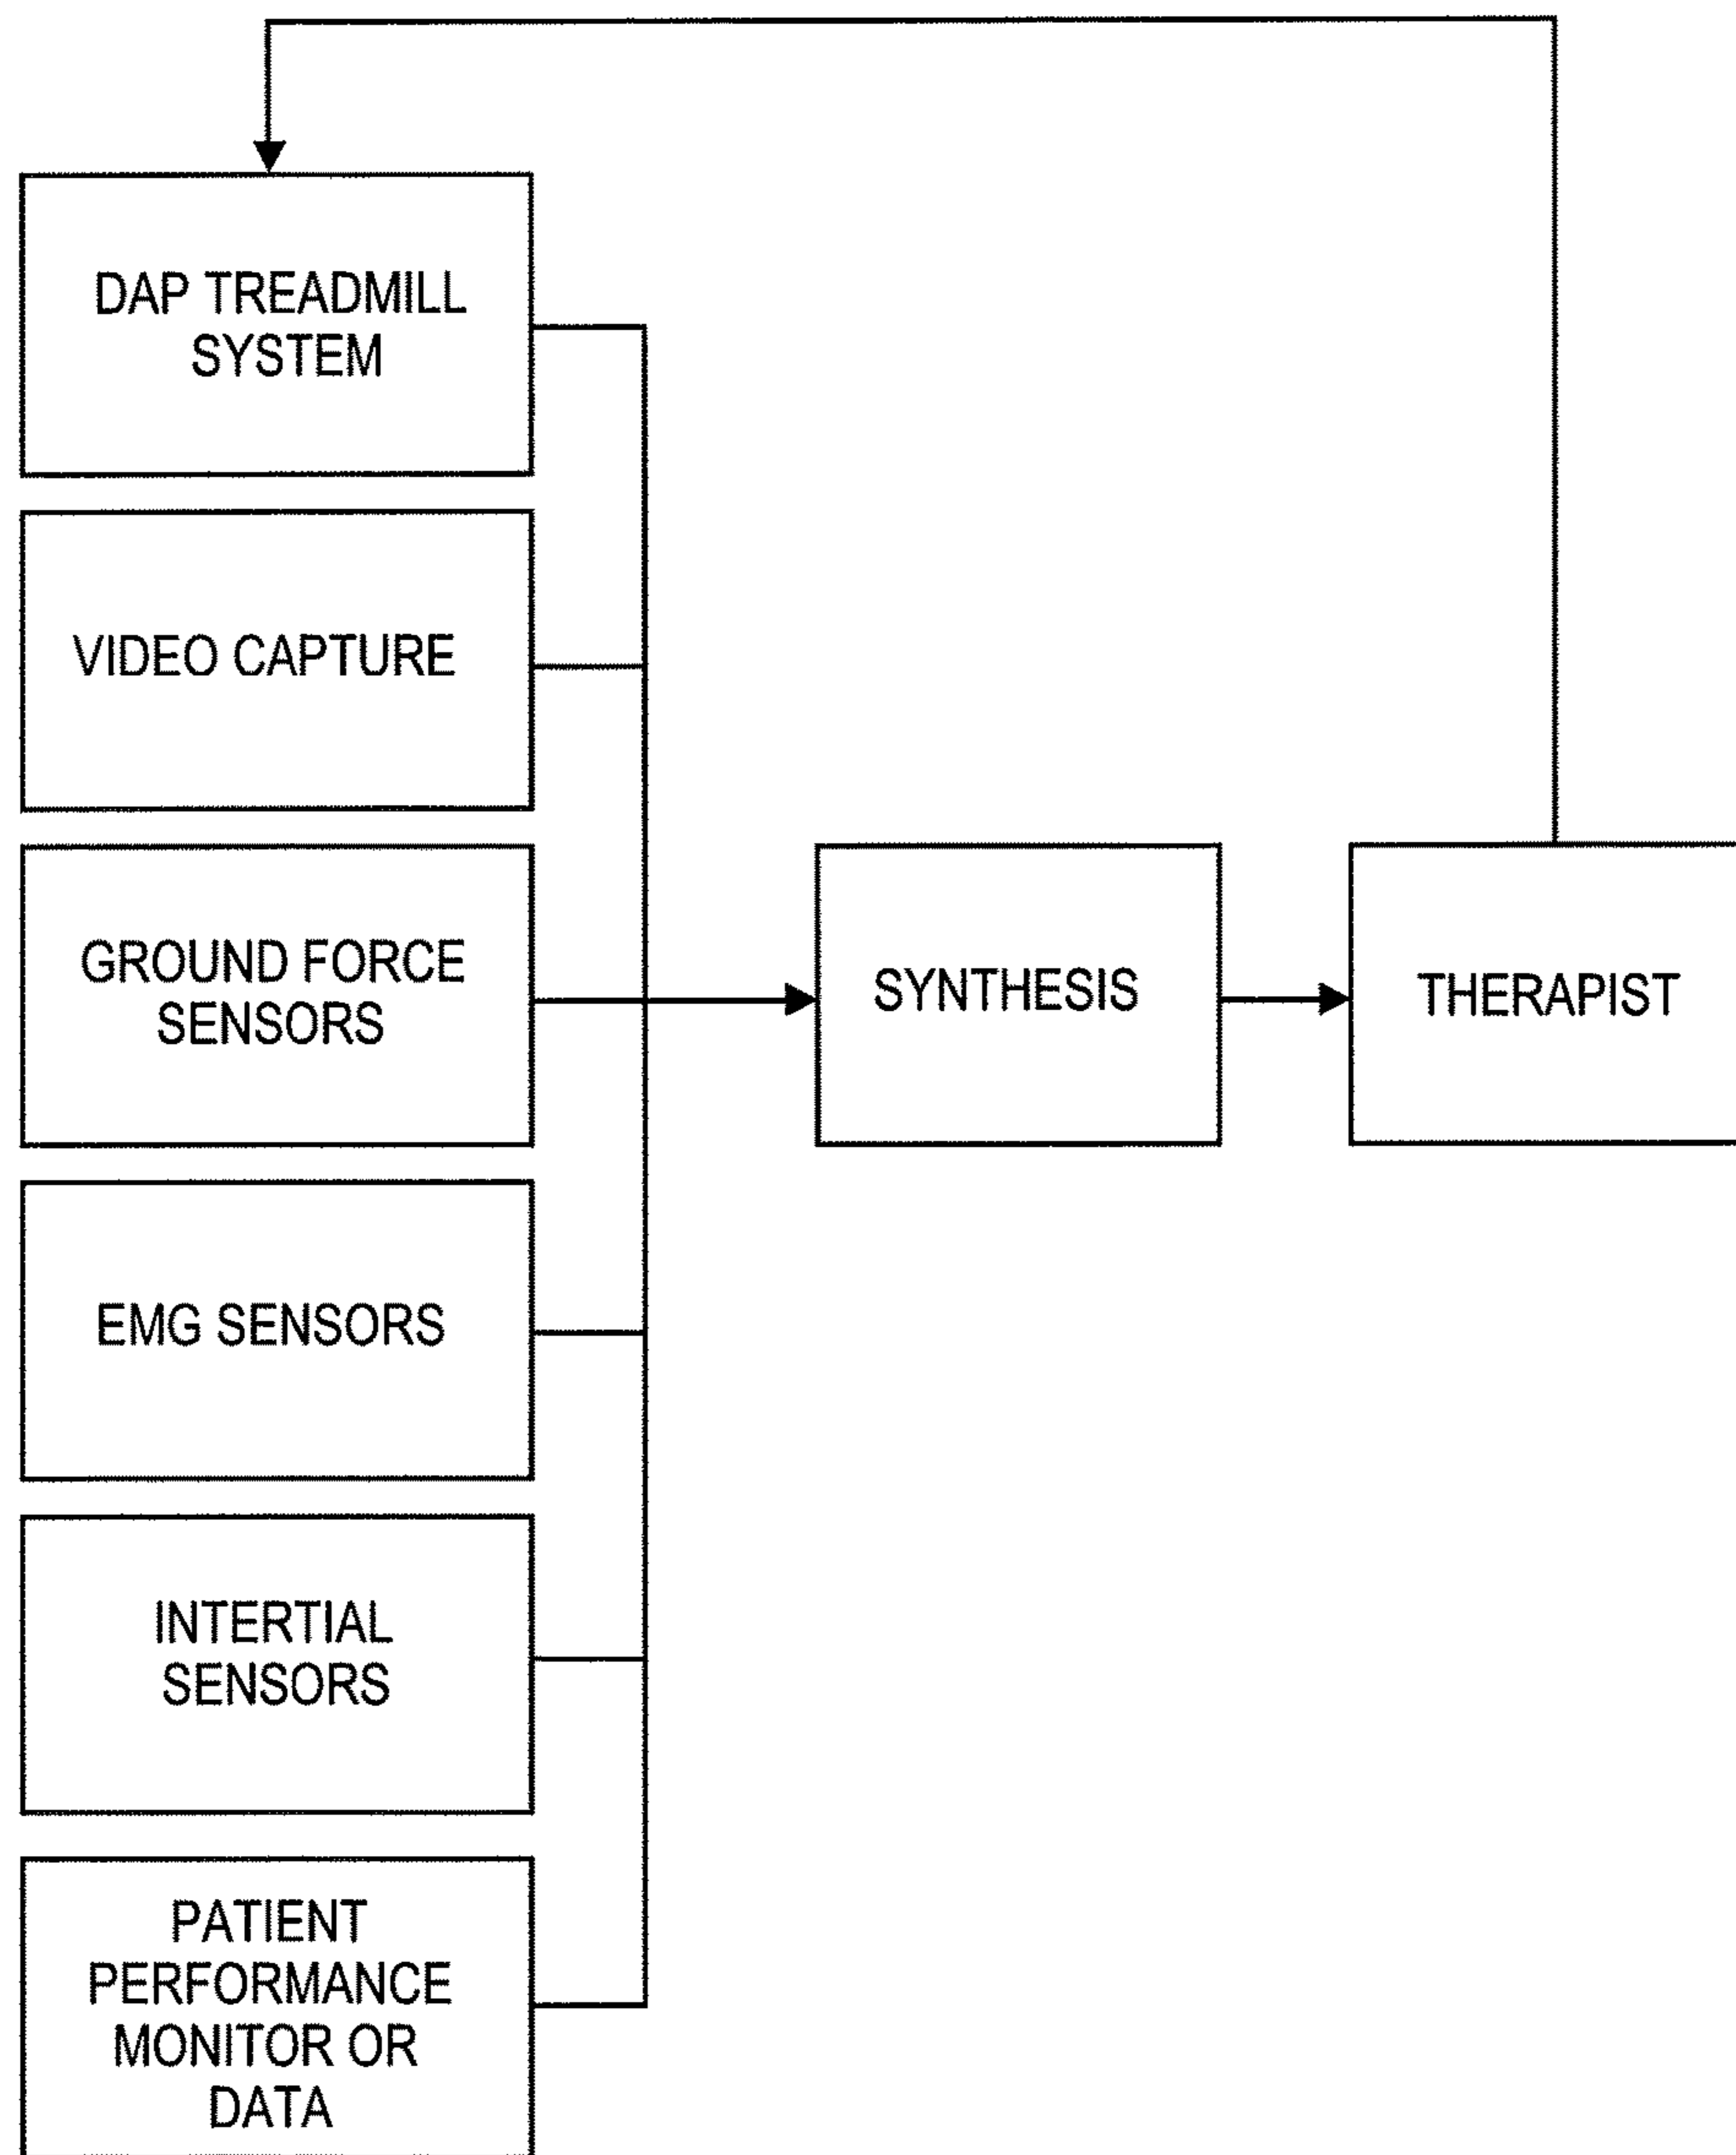 DAP TREADMILL
SYSTEM
VIDEO CAPTURE
GROUND FORCE
SENSORS
SYNTHESIS
THERAPIST
EMG SENSORS
INTERTIAL
SENSORS
PATIENT
PERFORMANCE
MONITOR OR
DATA